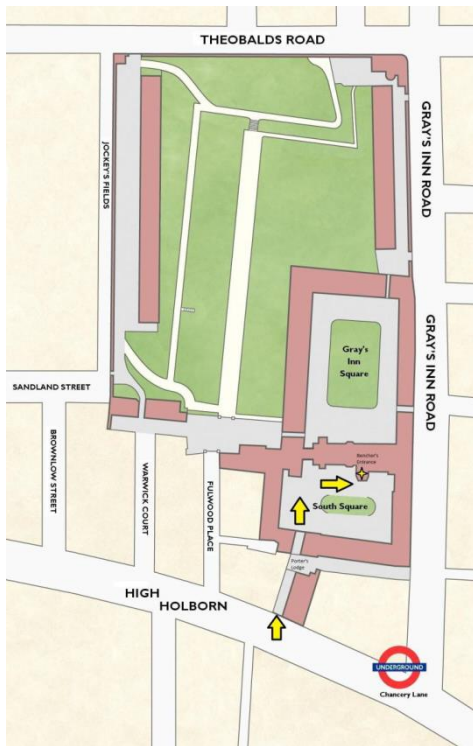 THEOBALDS ROAD
GRAY'S INN ROAD
JOCKEY'S FIELDS
GRAY'S INN ROAD
Gray's
Inn
Square
SANDLAND STREET
BROWNLOW STREET
WARWICK COURT
FULWOOD PLACE
Bencher's
Entrance
South Square
Porter's
Lodge
HIGH
HOLBORN
UNDERGROUND
Chancery Lane